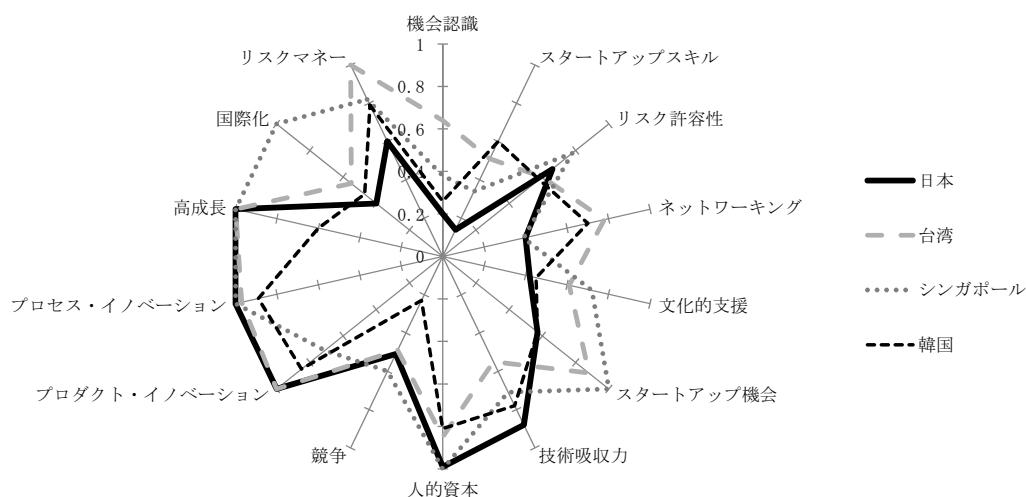 機会認識
1
リスクマネー
スタートアップスキル
0.8
国際化
0.6
リスク許容性
0.4
高成長
0.2
ネットワーキング
0
プロセス・イノベーション
文化的支援
プロダクト・イノベーション
スタートアップ機会
競争
技術吸収力
人的資本
日本
台湾
シンガポール
韓国